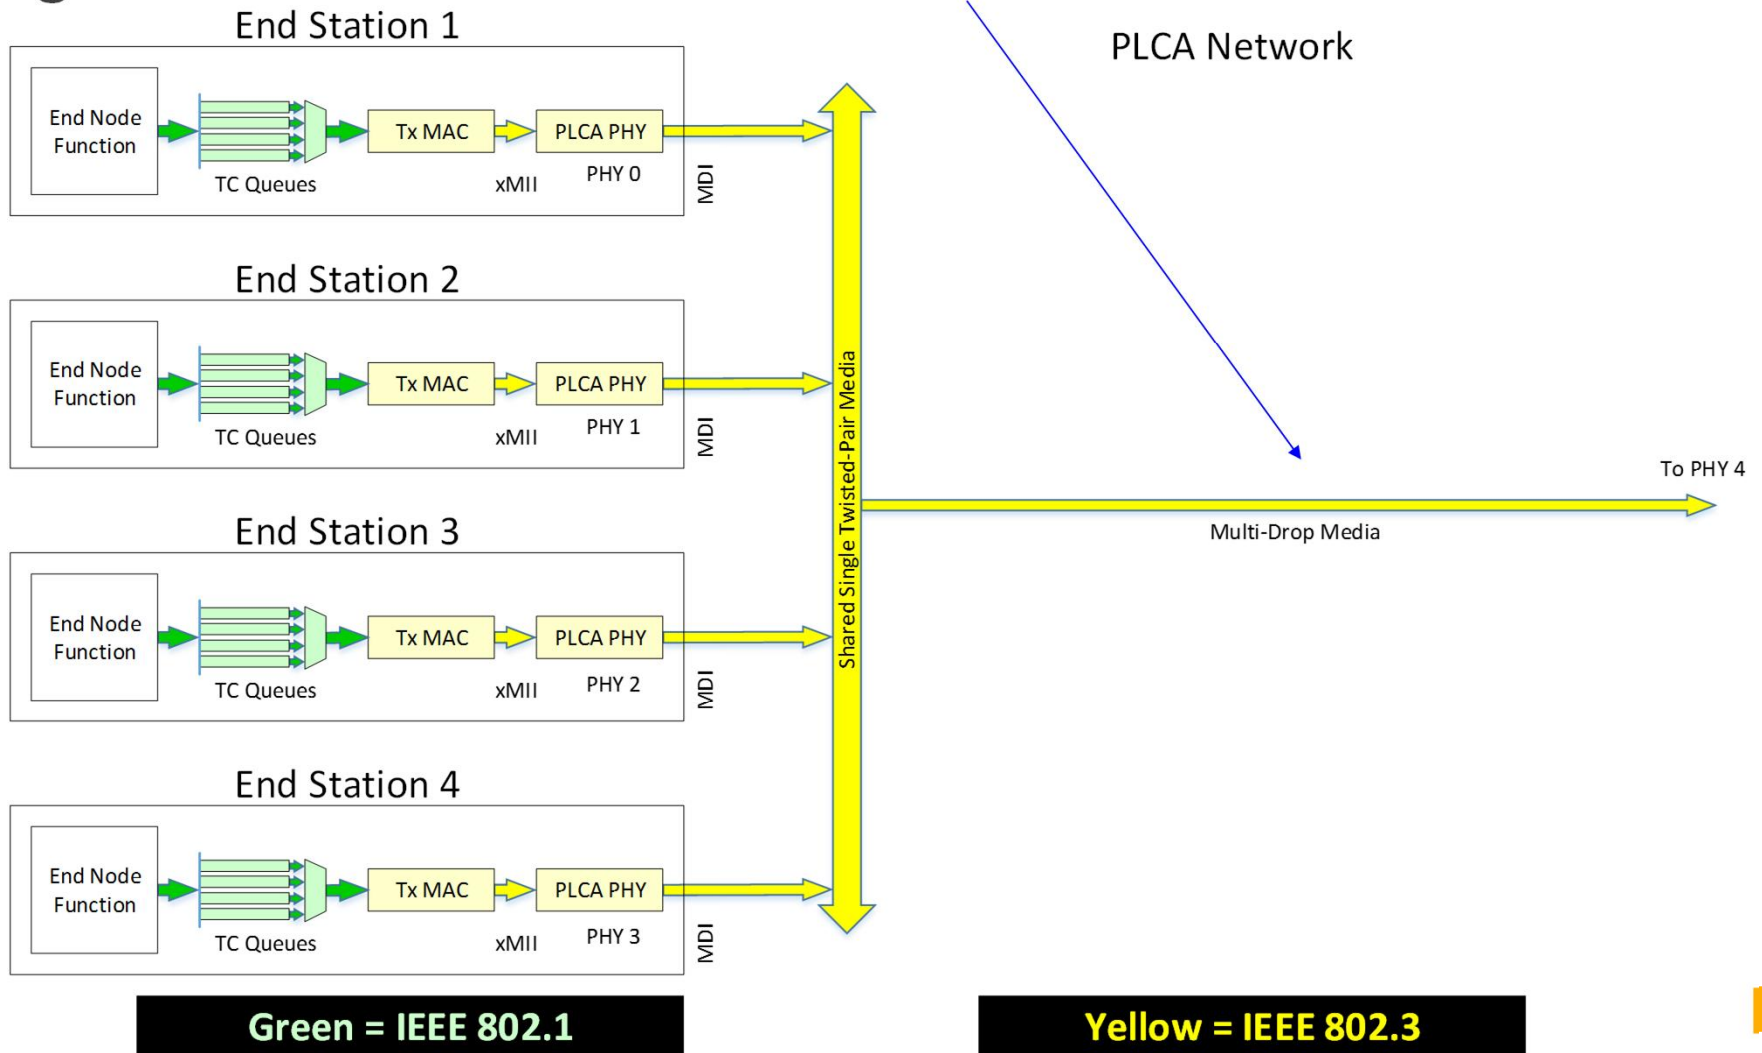 End Station 1
PLCA Network
End Node
Function
TC Queues
Tx MAC
xMII
PLCA PHY
PHY 0
MDI
End Station 2
End Node
Function
TC Queues
Tx MAC
xMII
PLCA PHY
PHY 1
MDI
Shared Single Twisted-Pair Media
To PHY 4
Multi-Drop Media
End Station 3
End Node
Function
TC Queues
Tx MAC
xMII
PLCA PHY
PHY 2
MDI
End Station 4
End Node
Function
TC Queues
Tx MAC
xMII
PLCA PHY
PHY 3
MDI
Green = IEEE 802.1
Yellow = IEEE 802.3